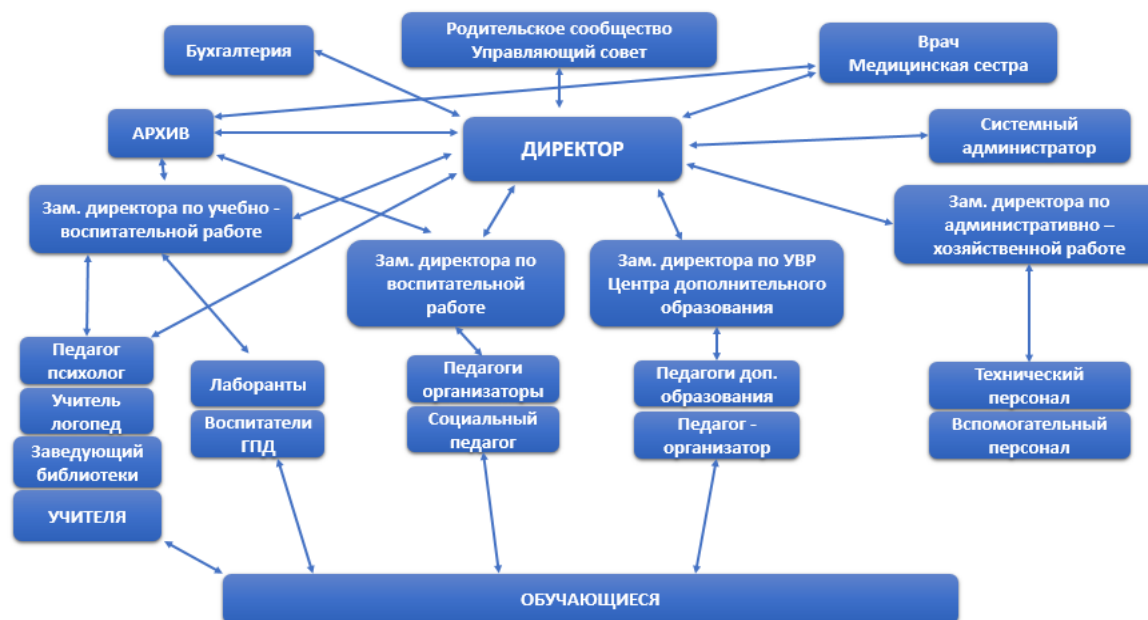 Бухгалтерия
Родительское сообщество
Управляющий совет
Врач
Медицинская сестра
АРХИВ
ДИРЕКТОР
Системный
администратор
Зам. директора по учебно -
воспитательной работе
Зам. директора по
воспитательной
работе
Зам. директора по УВР
Центра дополнительного
образования
Зам. директора по
административно –
хозяйственной работе
Педагог
психолог
Учитель
логопед
Заведующий
библиотеки
УЧИТЕЛЯ
Лаборанты
Воспитатели
ГПД
Педагоги
организаторы
Социальный
педагог
Педагоги доп.
образования
Педагог -
организатор
Технический
персонал
Вспомогательный
персонал
ОБУЧАЮЩИЕСЯ